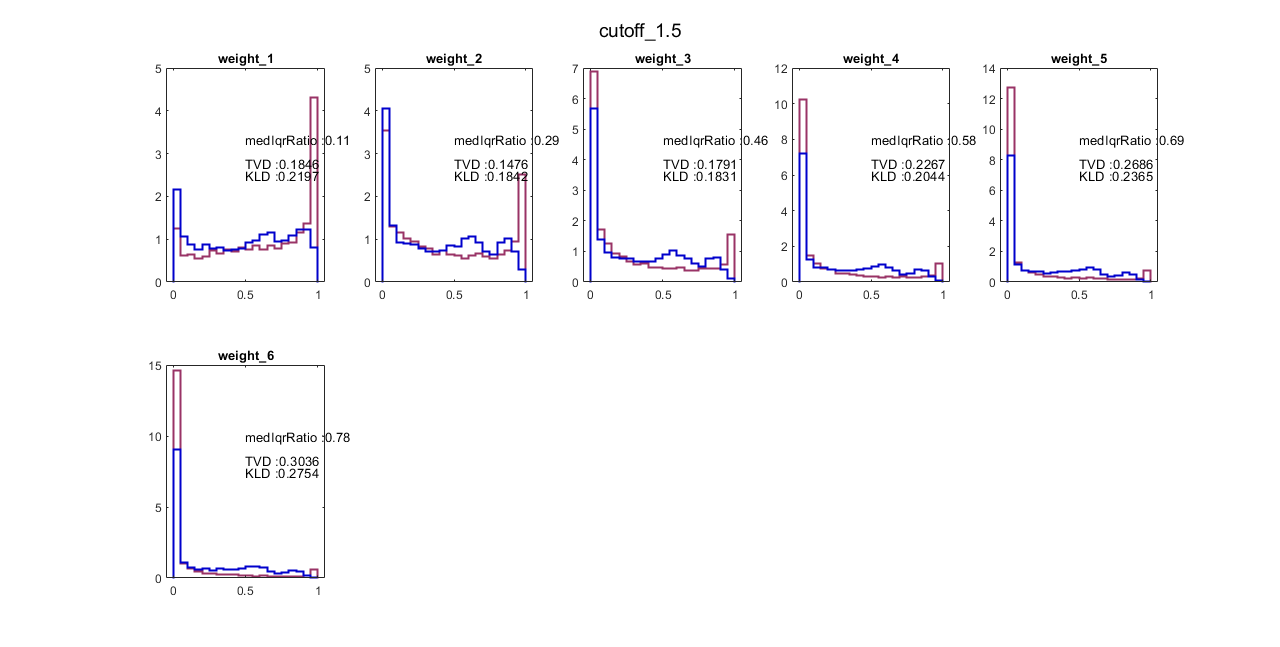 cutoff_1.5
weight_1
5
4
3
2
1
0
0
0.5
1
medIqrRatio :0.11
TVD :0.1846
KLD :0.2197
weight_2
5
4
3
2
1
0
0
0.5
1
medIqrRatio :0.29
TVD :0.1476
KLD :0.1842
weight_3
7
6
5
4
3
2
1
0
0
0.5
1
medIqrRatio :0.46
TVD :0.1791
KLD :0.1831
weight_4
12
10
8
6
4
2
0
0
0.5
1
medIqrRatio :0.58
TVD :0.2267
KLD :0.2044
weight_5
14
12
10
8
6
4
2
0
0
0.5
1
medIqrRatio :0.69
TVD :0.2686
KLD :0.2365
weight_6
15
10
5
0
0
0.5
1
medIqrRatio :0.78
TVD :0.3036
KLD :0.2754